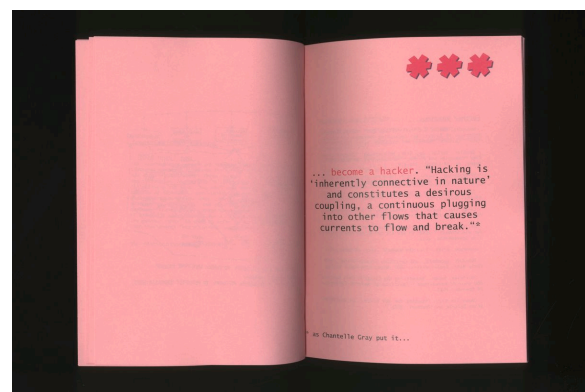 ... become a hacker. "Hacking is
'inherently connective in nature'
and constitutes a desirous
coupling, a continuous plugging
into other flows that causes
currents to flow and break."*
* as Chantelle Gray put it...